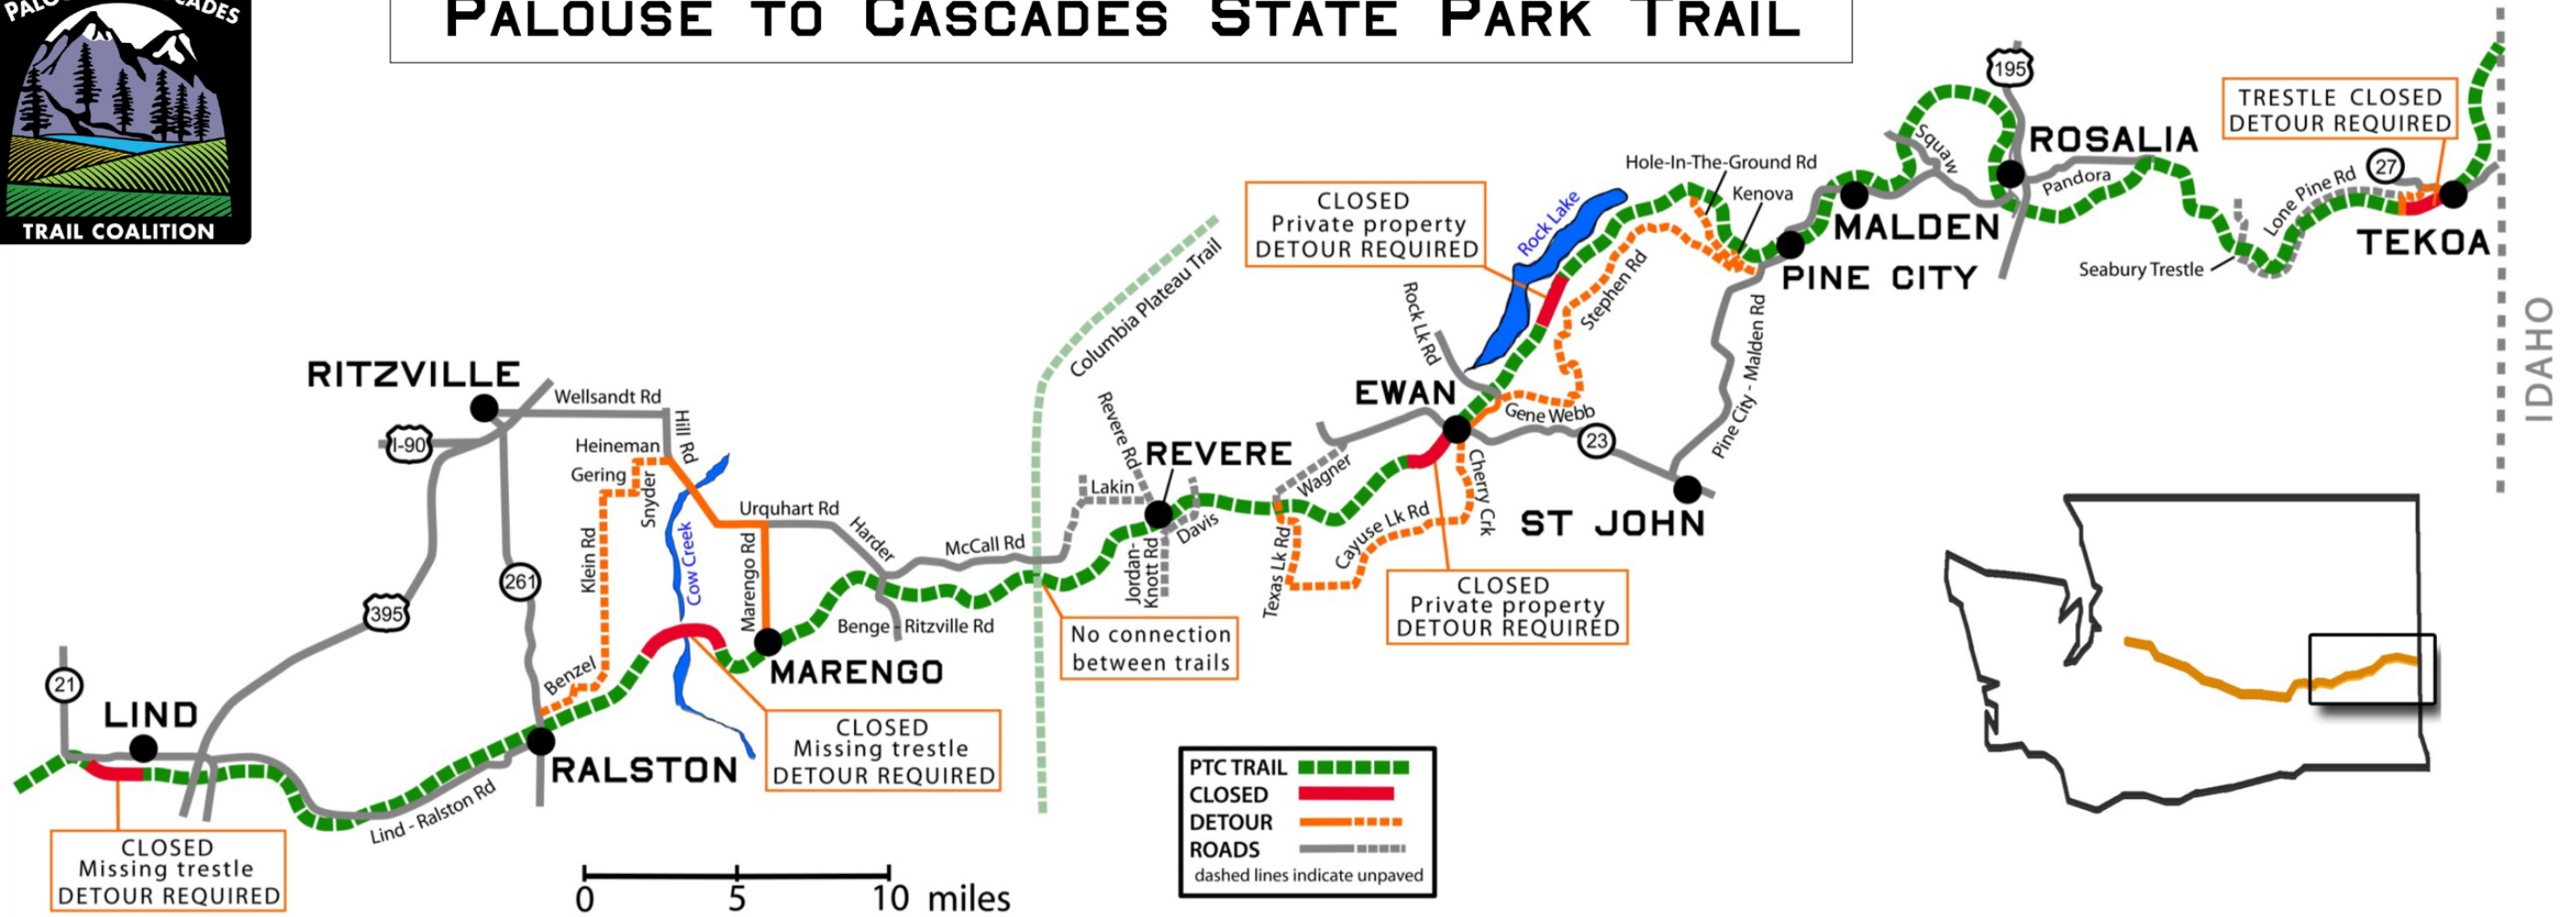 PALOUSE TO CASCADES STATE PARK TRAIL
TRAIL COALITION
195
ROSALIA
TRESTLE CLOSED
DETOUR REQUIRED
27
Squaw
Pandora
Lone Pine Rd
TEKOA
Seabury Trestle
IDAHO
MALDEN
PINE CITY
Hole-In-The-Ground Rd
Kenova
Rock Lake
CLOSED
Private property
DETOUR REQUIRED
Stephen Rd
Pine City - Malden Rd
Rock Lk Rd
EWAN
Gene Webb
23
ST JOHN
Cherry Crk
Cayuse Lk Rd
Wagner
Texas Lk Rd
CLOSED
Private property
DETOUR REQUIRED
Columbia Plateau Trail
Revere Rd
REVERE
Lakin
Davis
Jordan-
Knott Rd
McCall Rd
No connection
between trails
RITZVILLE
I-90
Wellsandt Rd
Hill Rd
Heineman
Gering
Snyder
Klein Rd
Cow Creek
Urquhart Rd
Harder
Marengo Rd
Benge - Ritzville Rd
MARENGO
261
395
Benzel
CLOSED
Missing trestle
DETOUR REQUIRED
21
LIND
RALSTON
Lind - Ralston Rd
CLOSED
Missing trestle
DETOUR REQUIRED
0 5 10 miles
PTC TRAIL
CLOSED
DETOUR
ROADS
dashed lines indicate unpaved